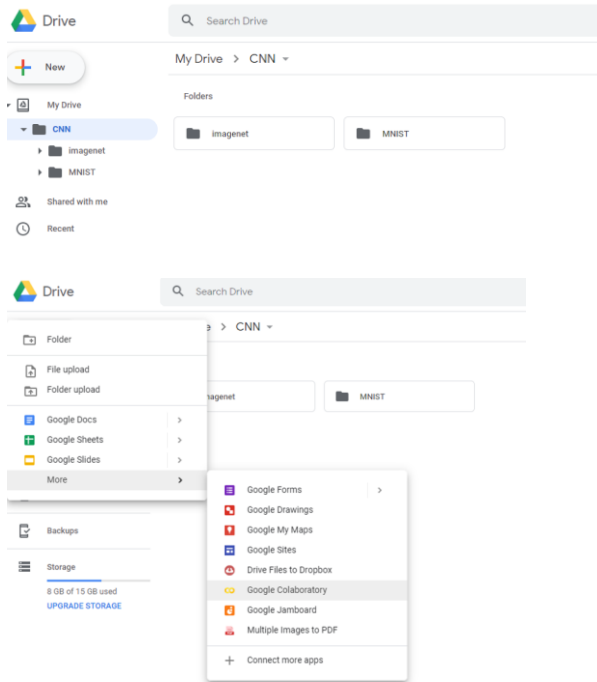 Drive
Search Drive
New
My Drive > CNN
Folders
My Drive
CNN
imagenet
MNIST
imagenet
MNIST
Shared with me
Recent
Drive
Search Drive
e > CNN
Folder
File upload
Folder upload
nagenet
MNIST
Google Docs
Google Sheets
Google Slides
More
Google Forms
Google Drawings
Google My Maps
Google Sites
Drive Files to Dropbox
Google Colaboratory
Google Jamboard
Multiple Images to PDF
Connect more apps
Backups
Storage
8 GB of 15 GB used
UPGRADE STORAGE